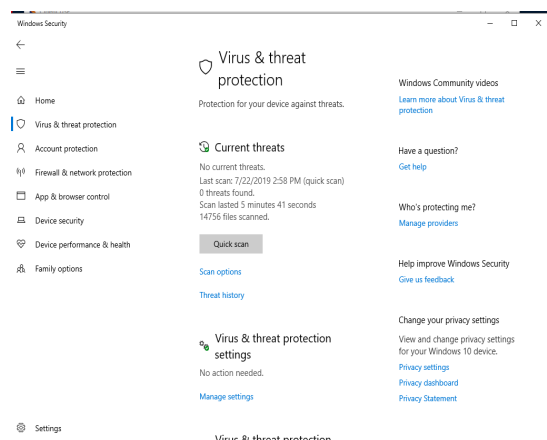 Windows Security
Home
Virus & threat protection
Account protection
Firewall & network protection
App & browser control
Device security
Device performance & health
Family options
Settings
Virus & threat
protection
Protection for your device against threats.
Current threats
No current threats.
Last scan: 7/22/2019 2:58 PM (quick scan)
0 threats found.
Scan lasted 5 minutes 41 seconds
14756 files scanned.
Quick scan
Scan options
Threat history
Virus & threat protection
settings
No action needed.
Manage settings
Virus & threat protection
Windows Community videos
Learn more about Virus & threat
protection
Have a question?
Get help
Who's protecting me?
Manage providers
Help improve Windows Security
Give us feedback
Change your privacy settings
View and change privacy settings
for your Windows 10 device.
Privacy settings
Privacy dashboard
Privacy Statement